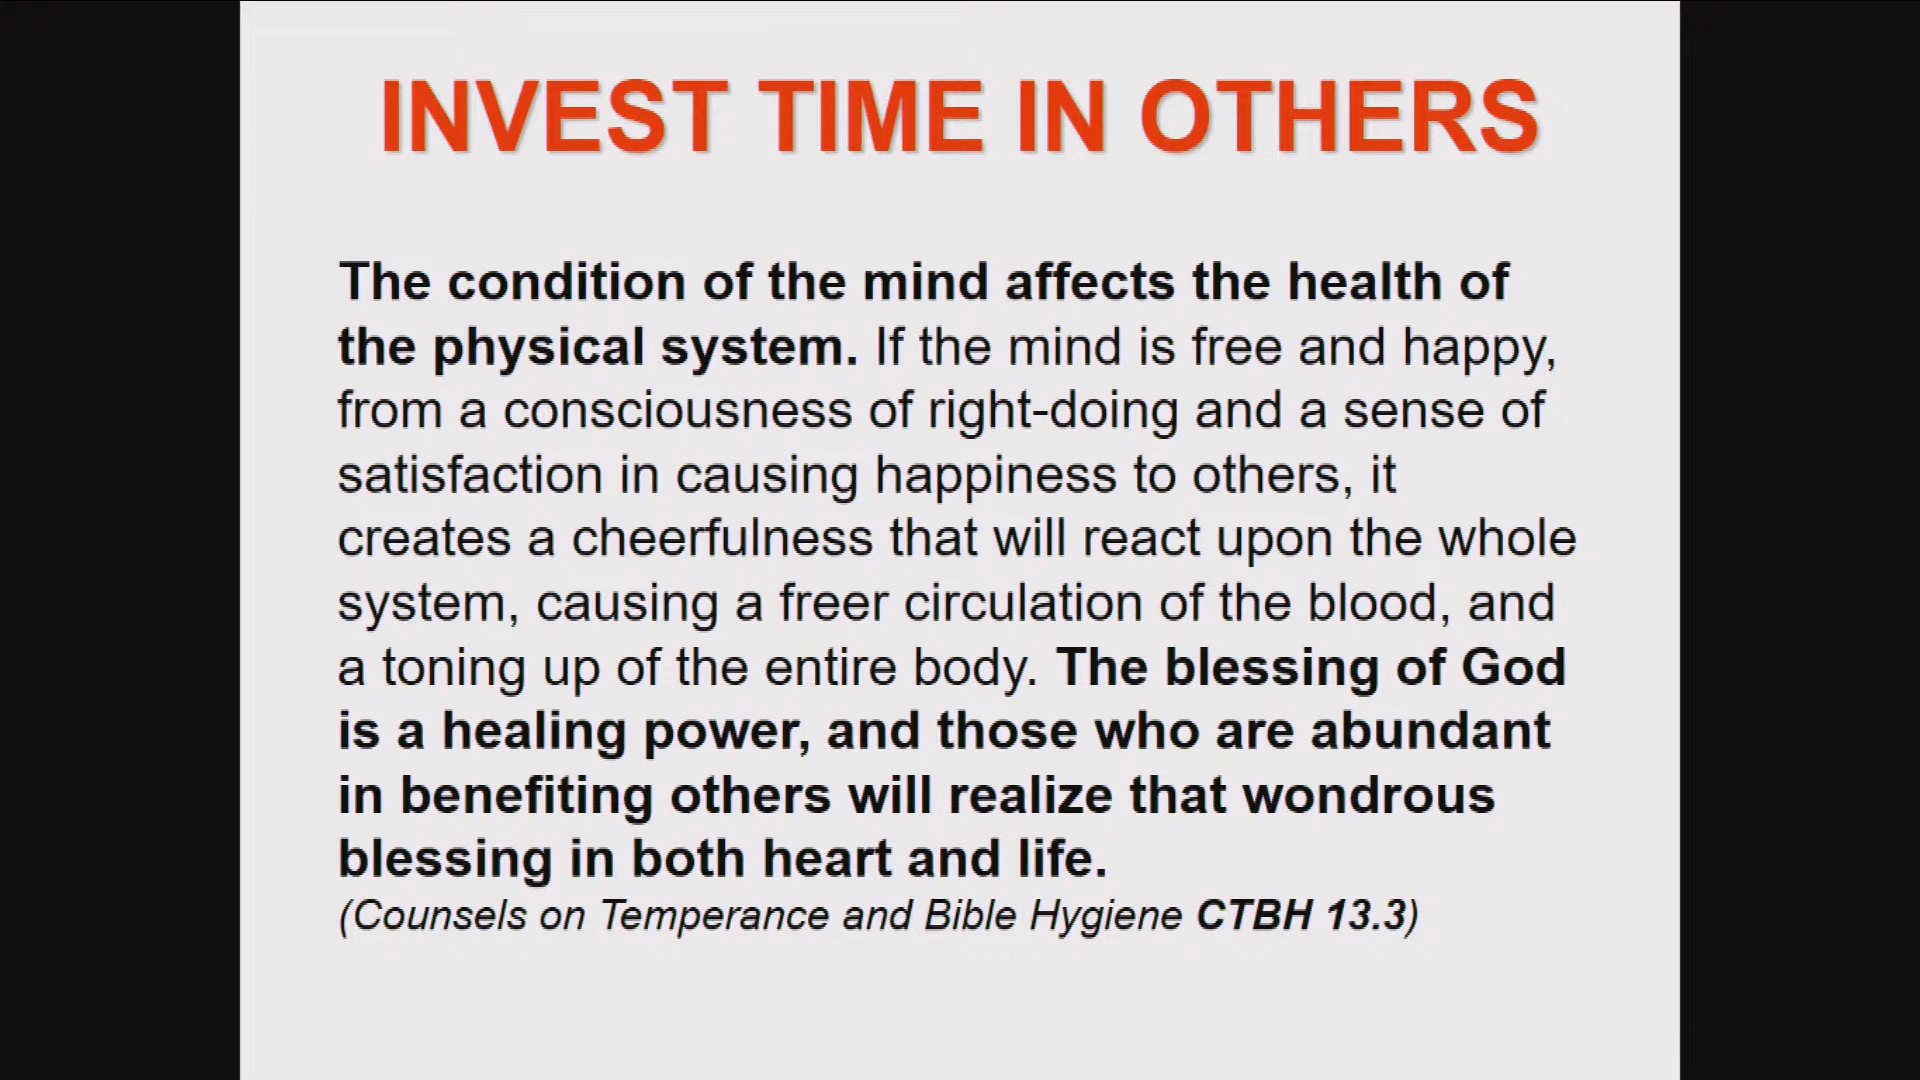 INVEST TIME IN OTHERS
The condition of the mind affects the health of
the physical system. If the mind is free and happy,
from a consciousness of right-doing and a sense of
satisfaction in causing happiness to others, it
creates a cheerfulness that will react upon the whole
system, causing a freer circulation of the blood, and
a toning up of the entire body. The blessing of God
is a healing power, and those who are abundant
in benefiting others will realize that wondrous
blessing in both heart and life.
(Counsels on Temperance and Bible Hygiene CTBH 13.3)